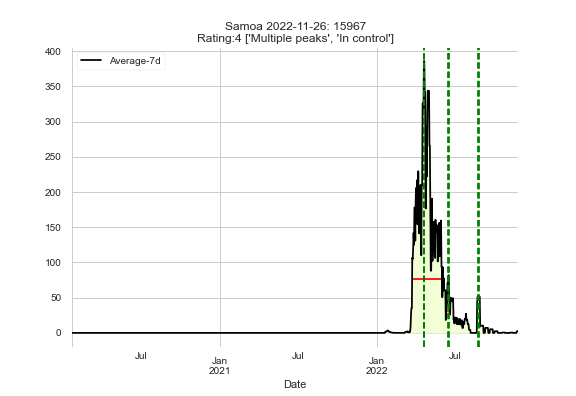 Samoa 2022-11-26: 15967
Rating:4 ['Multiple peaks', 'In control']
400
Average-7d
350
300
250
200
150
100
50
0
Jul Jan Jul Jan Jul
2021 2022
Date